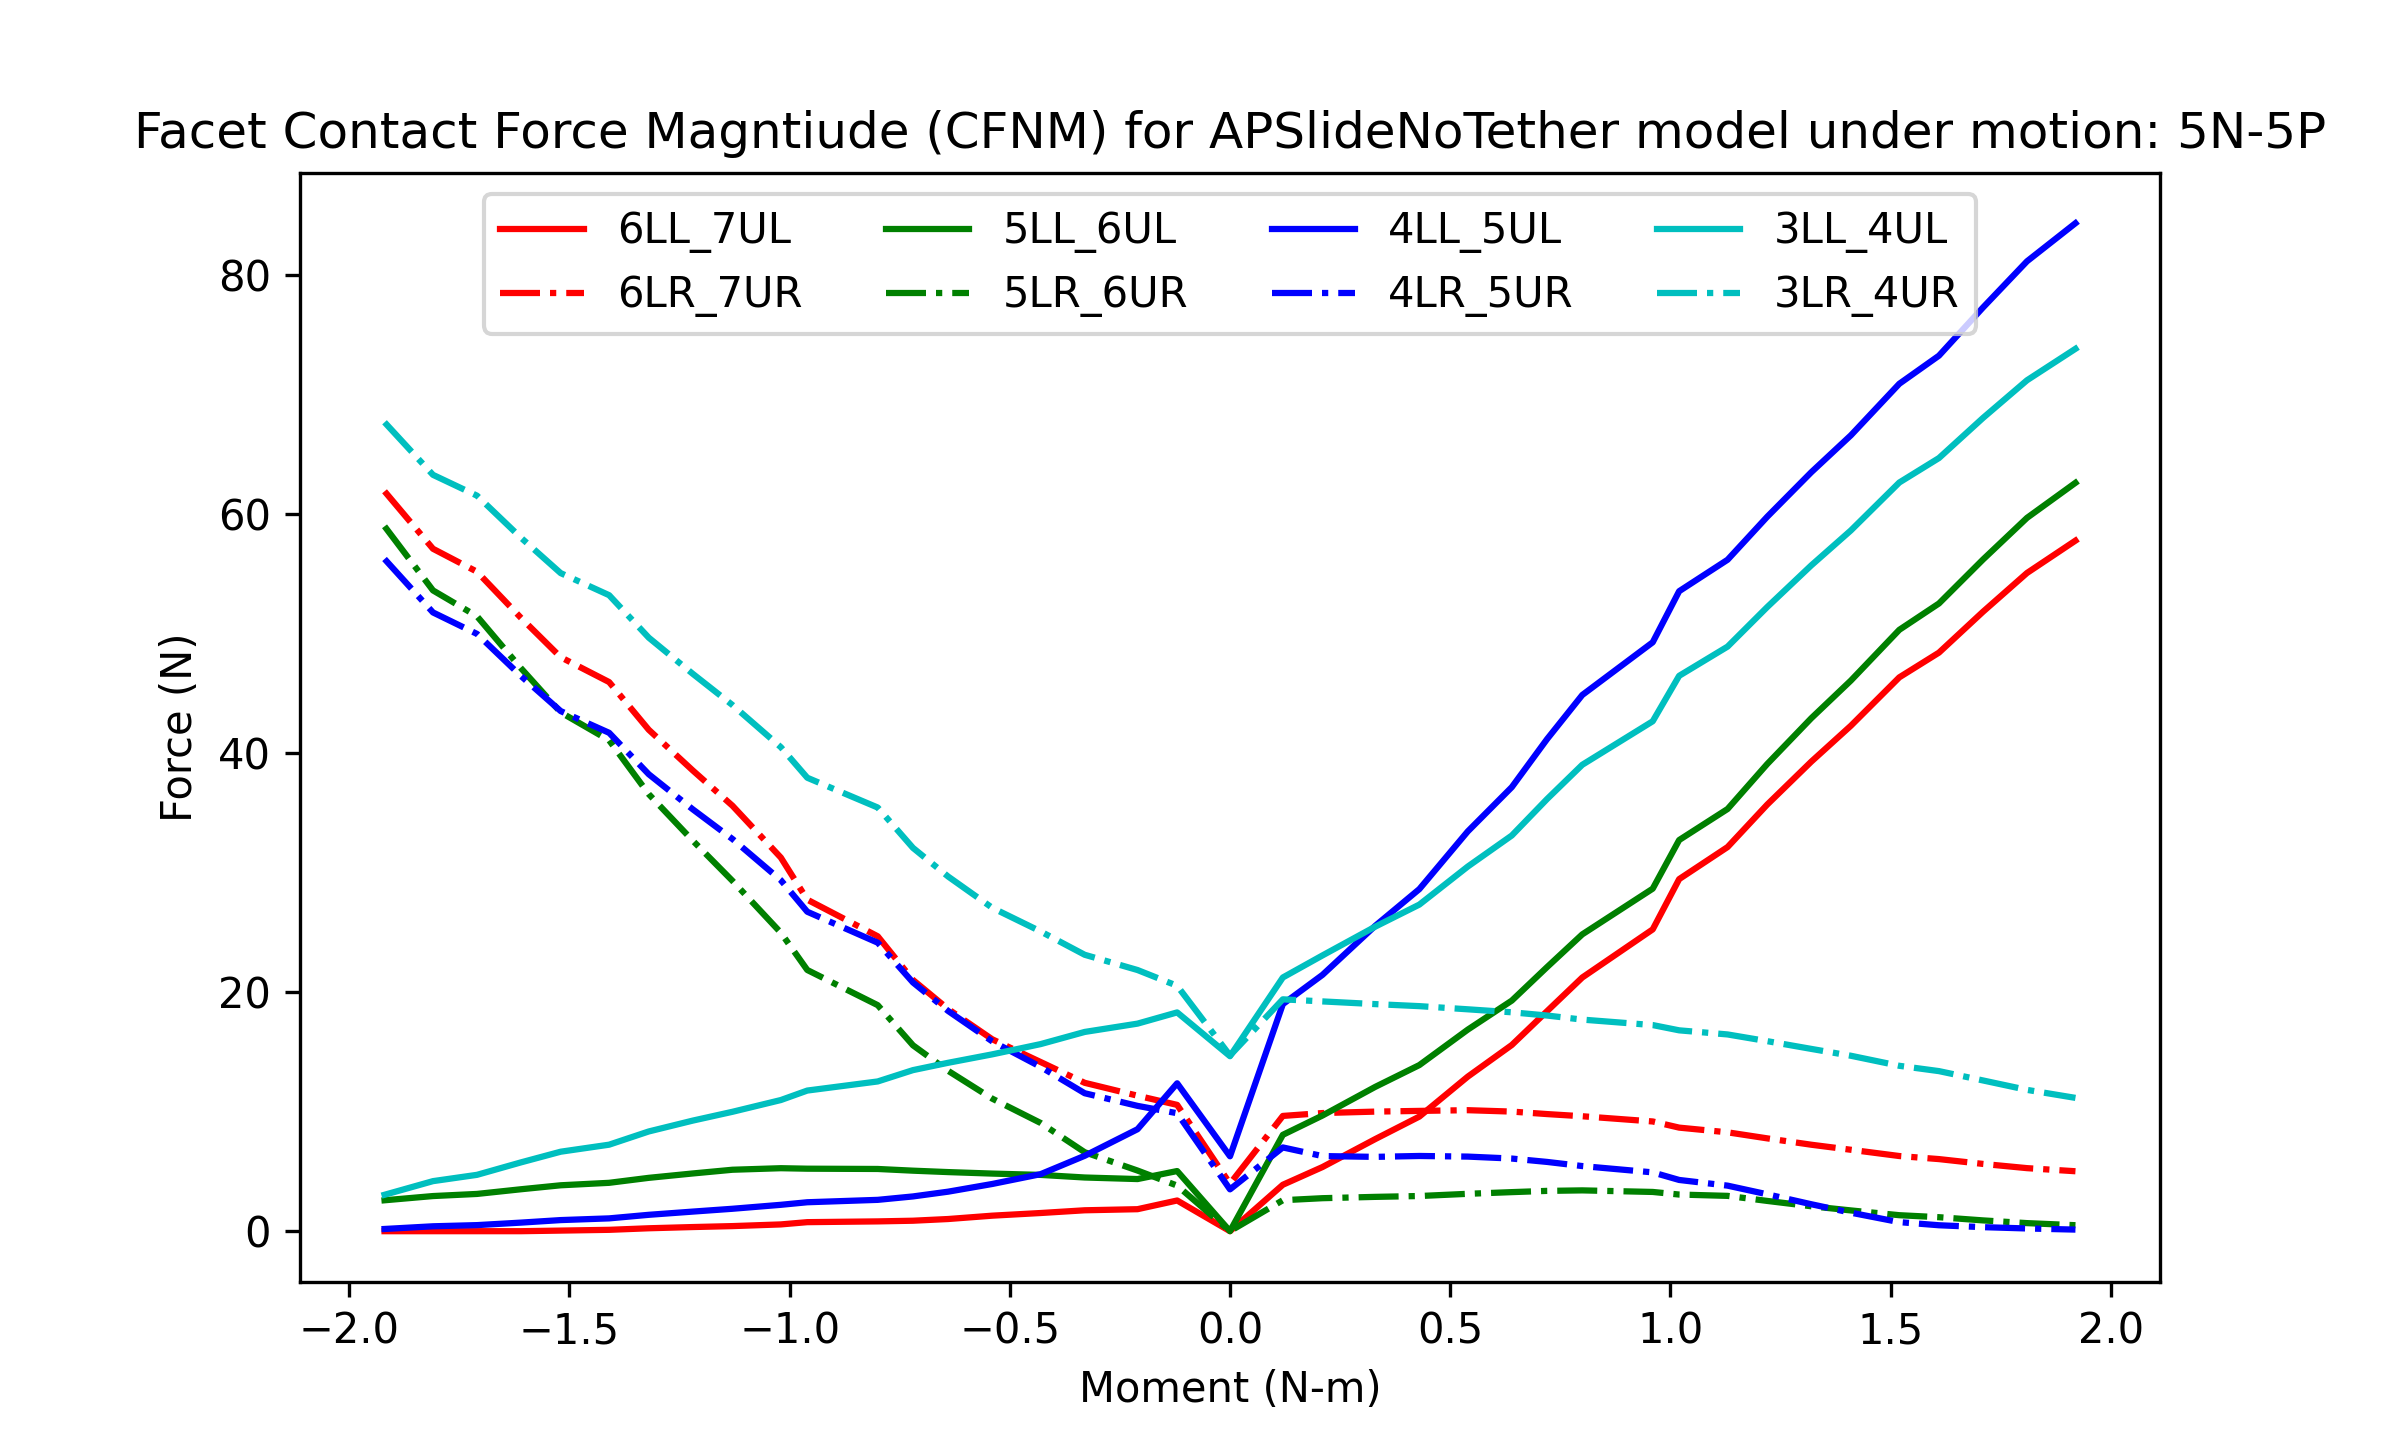 Facet Contact Force Magntiude (CFNM) for APSlideNoTether model under motion: 5N-5P
6LL_7UL 5LL_6UL 4LL_5UL 3LL_4UL
6LR_7UR 5LR_6UR 4LR_5UR 3LR_4UR
80
60
40
20
0
Force (N)
−2.0 −1.5 −1.0 −0.5 0.0 0.5 1.0 1.5 2.0
Moment (N-m)